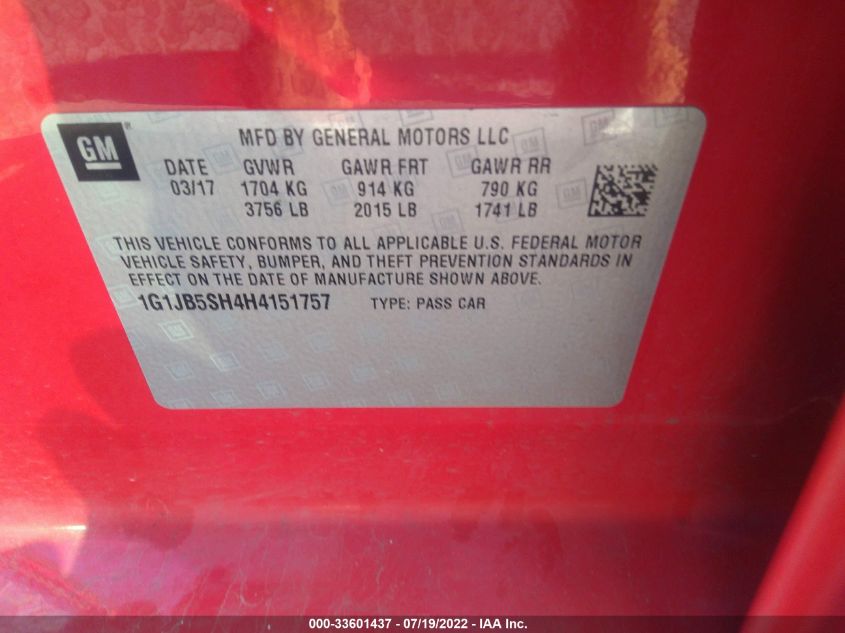 GM
MFD BY GENERAL MOTORS LLC
DATE GVWR GAWR FRT GAWR RR
03/17 1704 KG 914 KG 790 KG
3756 LB 2015 LB 1741 LB
THIS VEHICLE CONFORMS TO ALL APPLICABLE U.S. FEDERAL MOTOR
VEHICLE SAFETY, BUMPER, AND THEFT PREVENTION STANDARDS IN
EFFECT ON THE DATE OF MANUFACTURE SHOWN ABOVE.
1G1JB5SH4H4151757 TYPE: PASS CAR
000-33601437 - 07/19/2022 - IAA Inc.